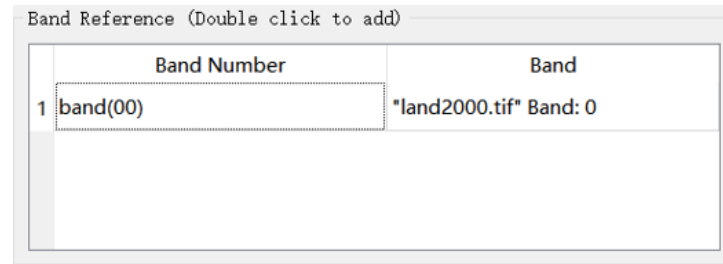 Band Reference (Double click to add)
Band Number Band
1 band(00) "land2000.tif" Band: 0